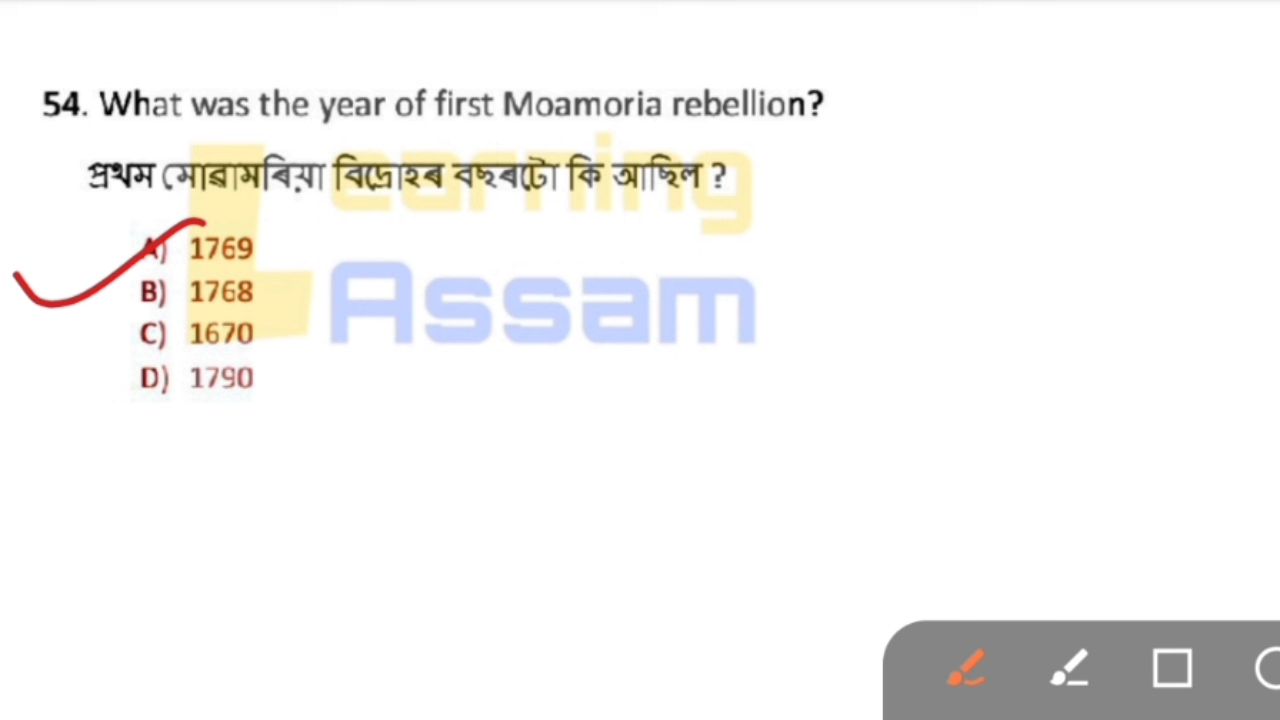 54. What was the year of first Moamoria rebellion?
প্ৰথম মোৱামৰিয়া বিদ্ৰোহৰ বছৰটো কি আছিল ?
Learning
Assam
A) 1769
B) 1768
C) 1670
D) 1790